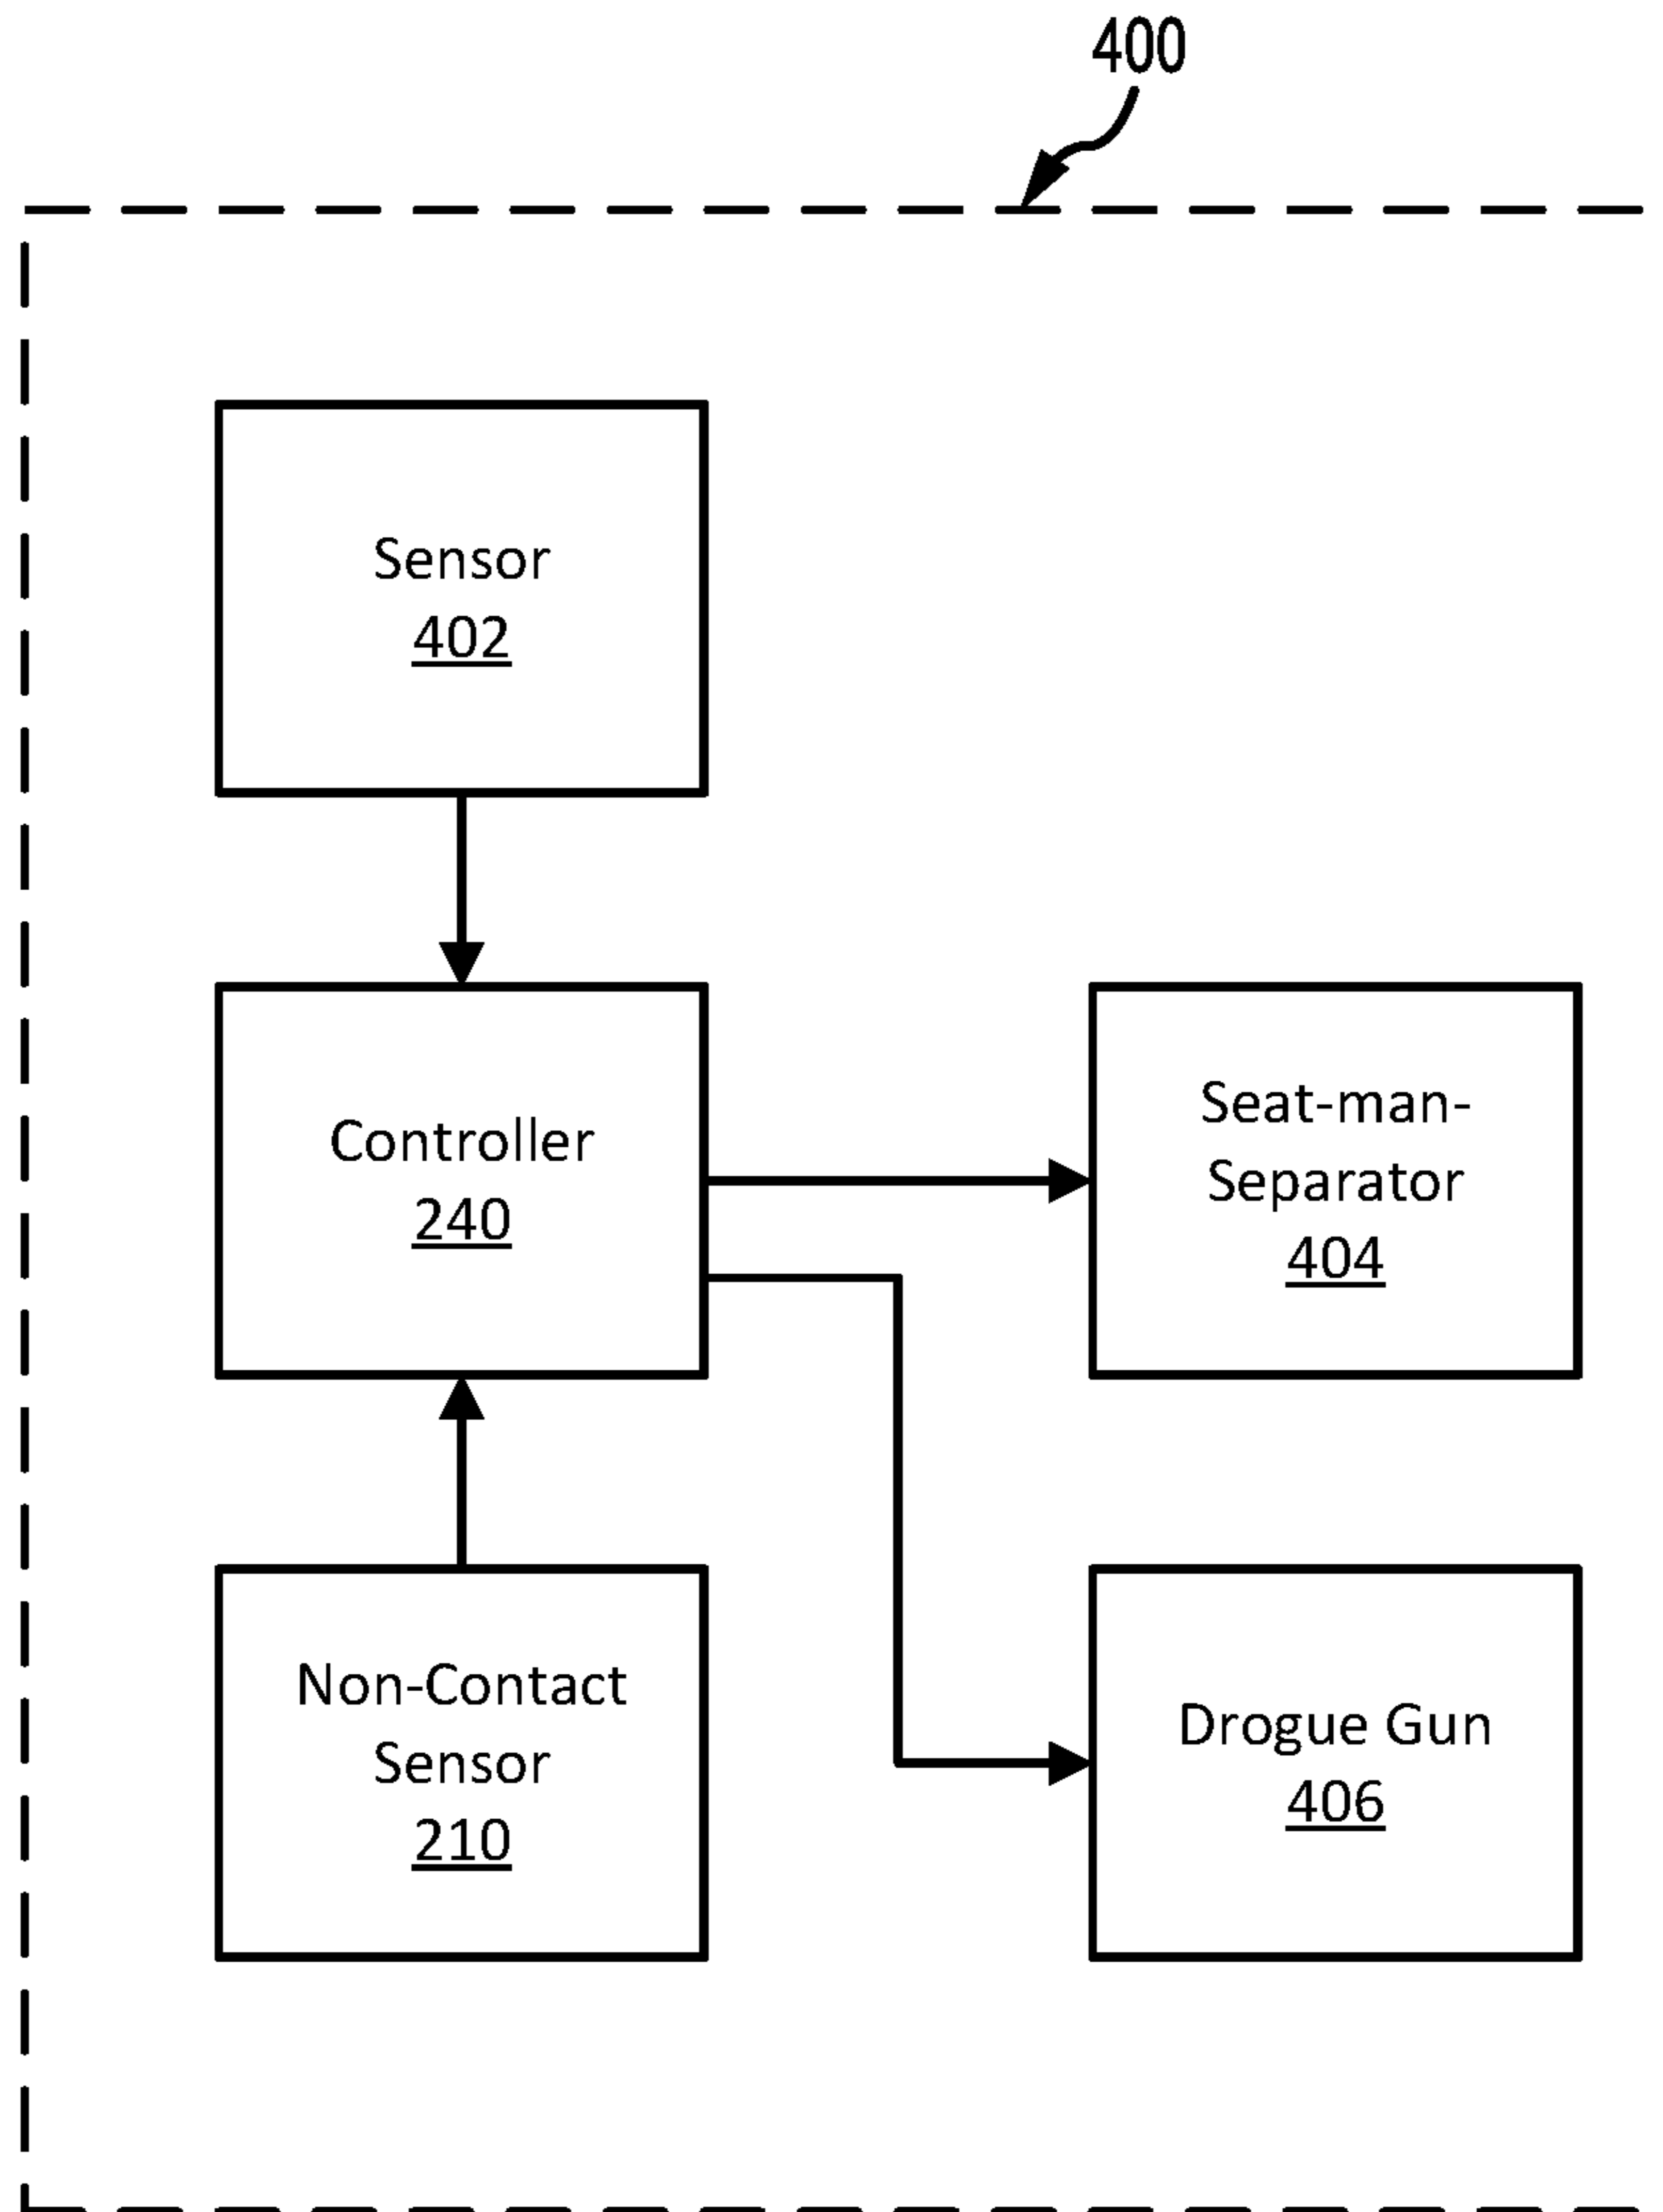 400
Sensor
402
Controller
240
Seat-man-
Separator
404
Non-Contact
Sensor
210
Drogue Gun
406